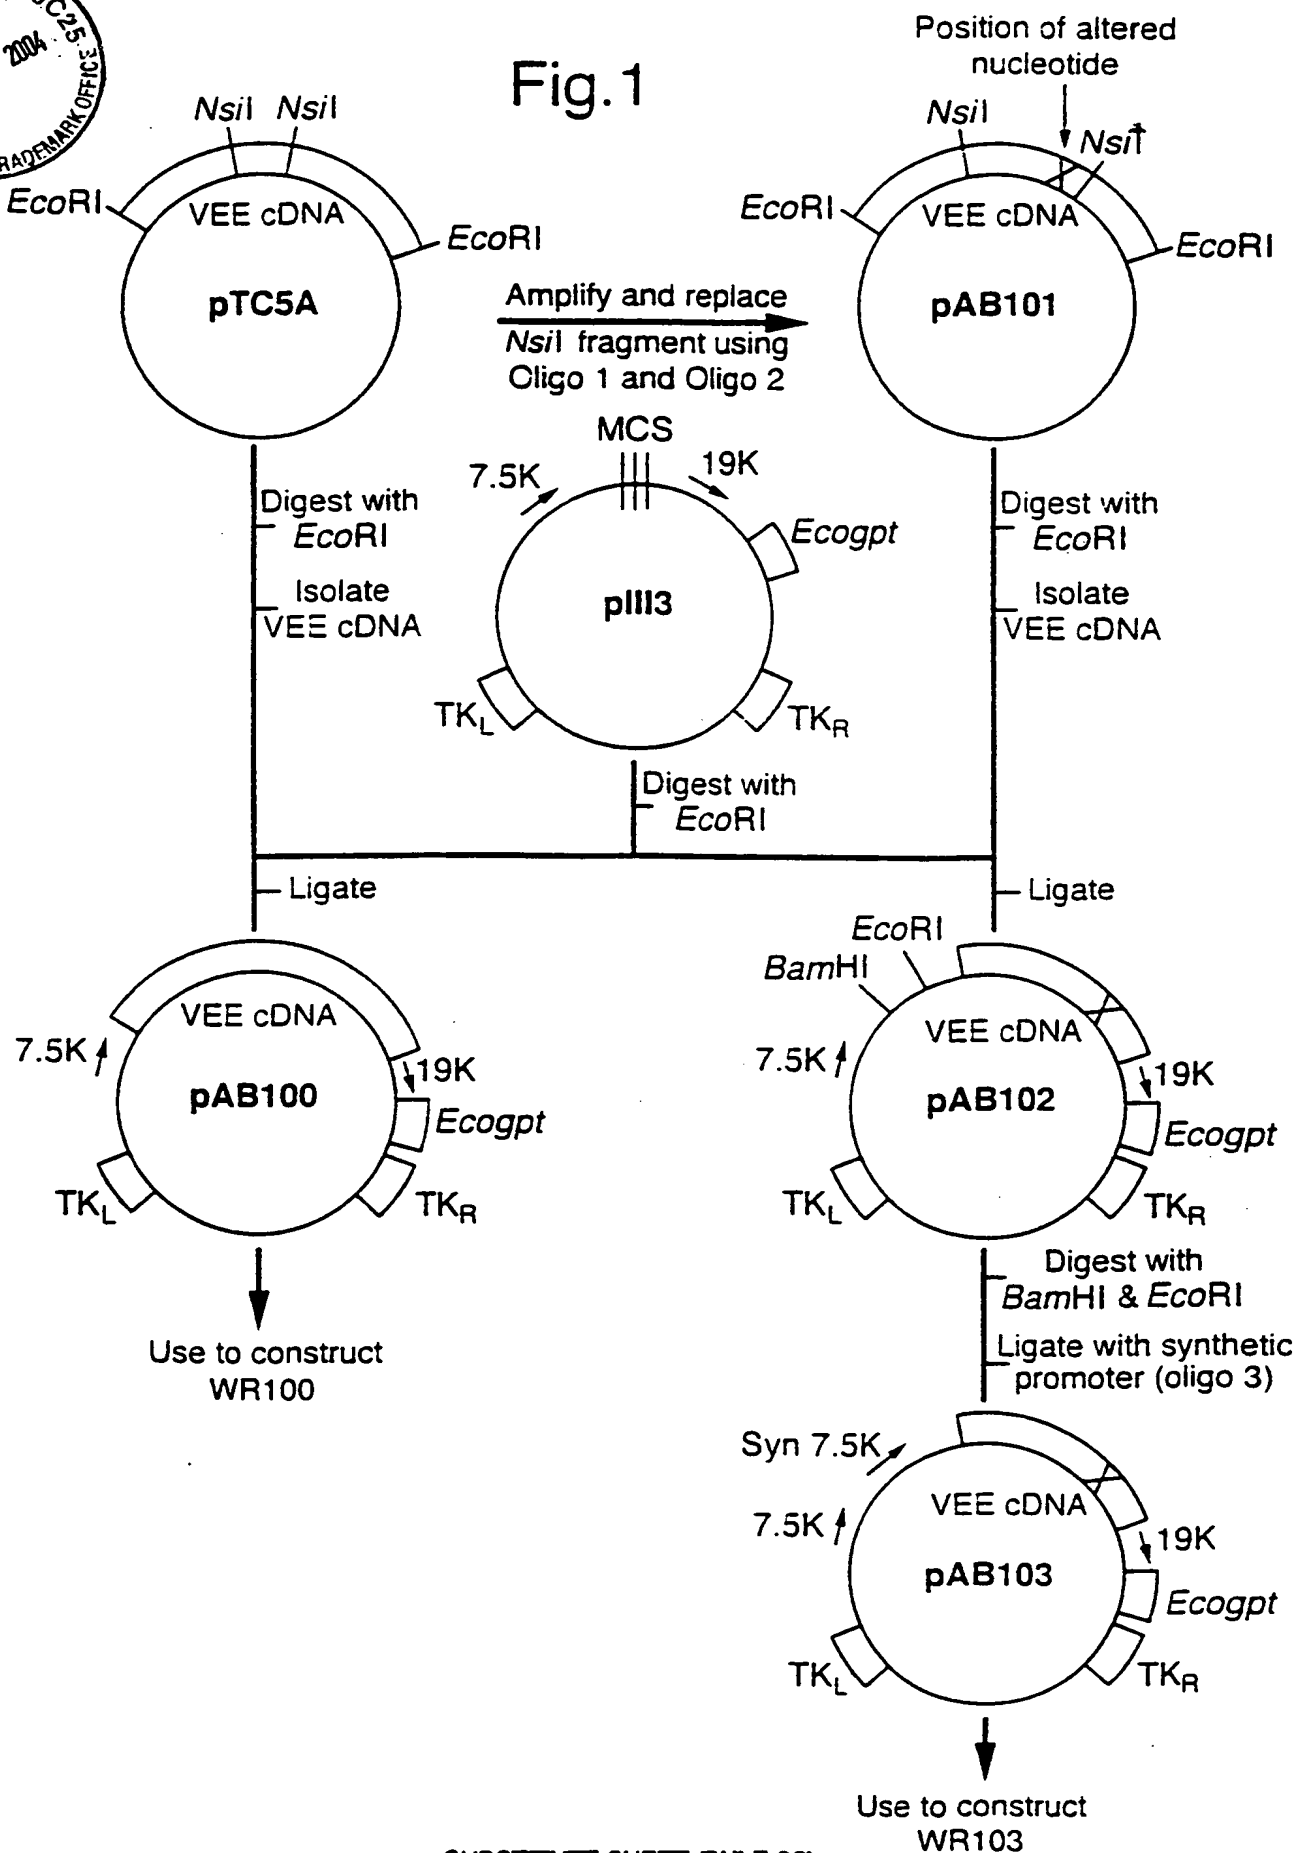 2004
TRADEMARK OFFICE
Fig.1
Position of altered
nucleotide
NsiI NsiI
EcoRI
VEE cDNA
EcoRI
pTC5A
Amplify and replace
NsiI fragment using
Oligo 1 and Oligo 2
NsiI
NsiI
EcoRI
VEE cDNA
EcoRI
pAB101
Digest with
EcoRI
Isolate
VEE cDNA
MCS
7.5K
19K
Ecogpt
pIII3
TKL
TKR
Digest with
EcoRI
Digest with
EcoRI
Isolate
VEE cDNA
Ligate
Ligate
VEE cDNA
7.5K
19K
pAB100
Ecogpt
TKL
TKR
Use to construct
WR100
EcoRI
BamHI
VEE cDNA
7.5K
19K
pAB102
Ecogpt
TKL
TKR
Digest with
BamHI & EcoRI
Ligate with synthetic
promoter (oligo 3)
Syn 7.5K
VEE cDNA
7.5K
19K
pAB103
Ecogpt
TKL
TKR
Use to construct
WR103